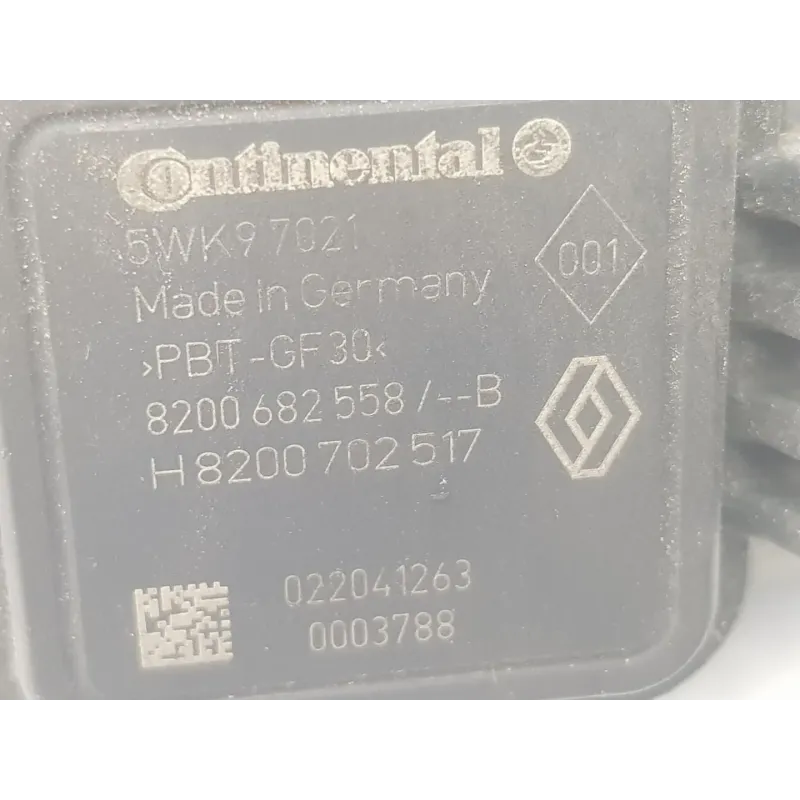 Continental
5WK9 7021
001
Made in Germany
>PBT-GF30<
8200 682 558 /--B
H 8200 702 517
022041263
0003788